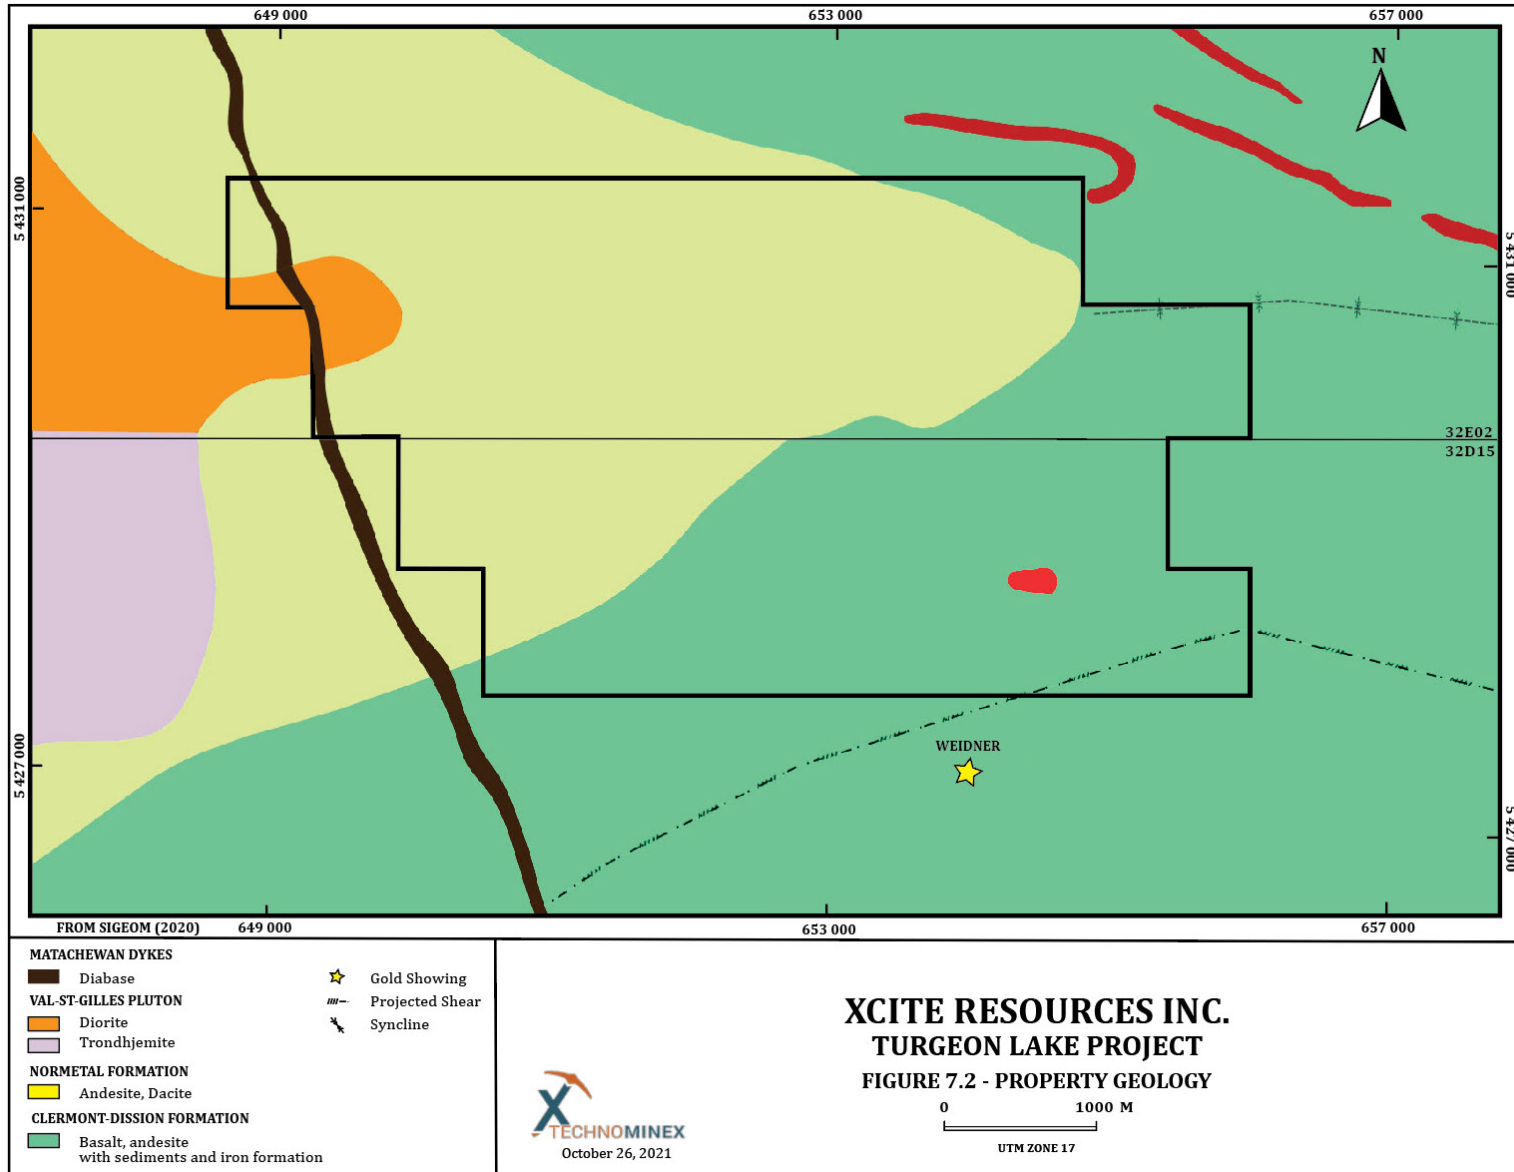 649 000
653 000
657 000
N
5 431 000
5 431 000
32E02
32D15
WEIDNER
5 427 000
5 427 000
FROM SIGEOM (2020)
649 000
653 000
657 000
MATACHEWAN DYKES
Diabase
VAL-ST-GILLES PLUTON
Diorite
Trondhjemite
NORMETAL FORMATION
Andesite, Dacite
CLERMONT-DISSION FORMATION
Basalt, andesite
with sediments and iron formation
Gold Showing
Projected Shear
Syncline
X
TECHNOMINEX
October 26, 2021
XCITE RESOURCES INC.
TURGEON LAKE PROJECT
FIGURE 7.2 - PROPERTY GEOLOGY
0 1000 M
UTM ZONE 17